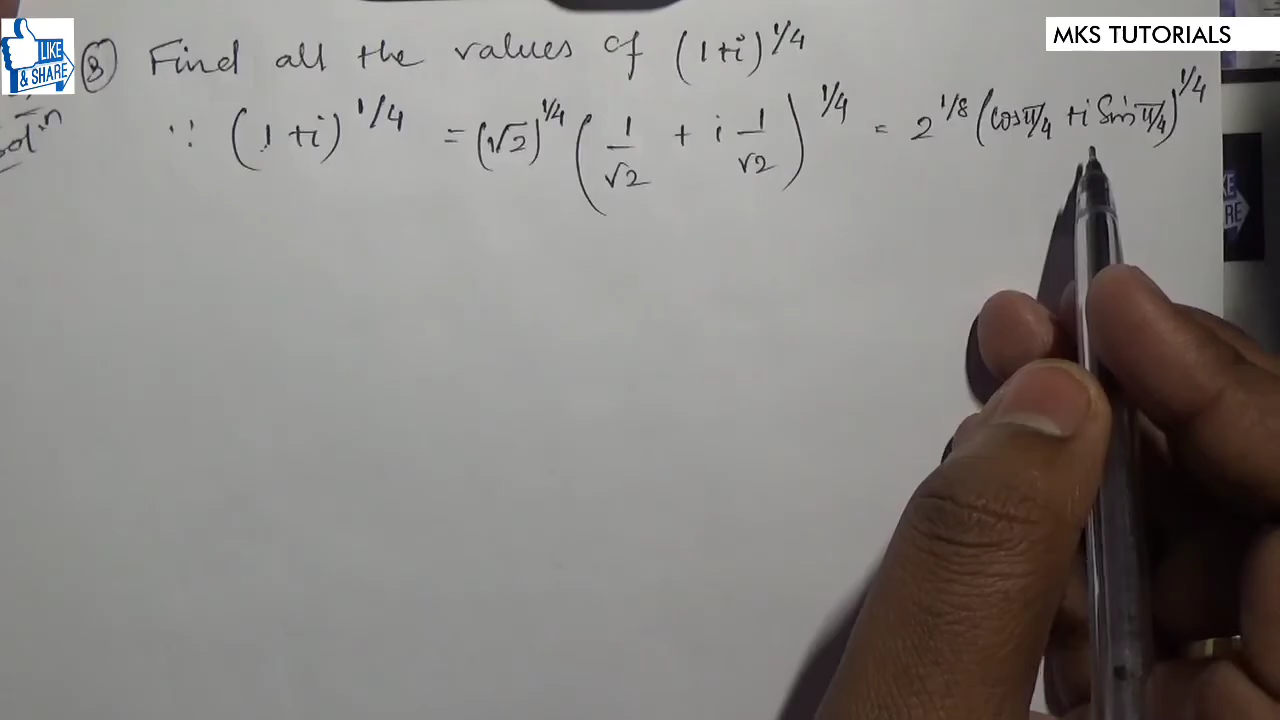 MKS TUTORIALS
LIKE
& SHARE
(3) Find all the values of (1+i)^1/4
Sol^n
∵ (1+i)^1/4 = (√2)^1/4 (1/√2 + i 1/√2)^1/4 = 2^1/8 (cos π/4 + i Sin π/4)^1/4